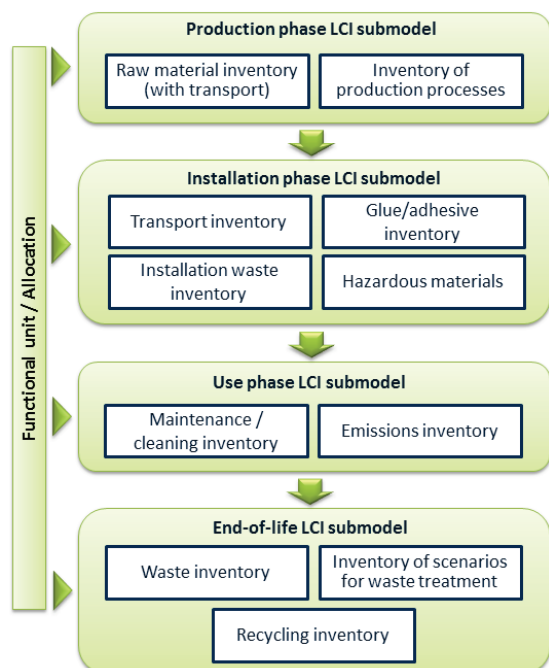 Functional unit / Allocation
Production phase LCI submodel
Raw material inventory
(with transport)
Inventory of
production processes
Installation phase LCI submodel
Transport inventory
Glue/adhesive
inventory
Installation waste
inventory
Hazardous materials
Use phase LCI submodel
Maintenance /
cleaning inventory
Emissions inventory
End-of-life LCI submodel
Waste inventory
Inventory of scenarios
for waste treatment
Recycling inventory